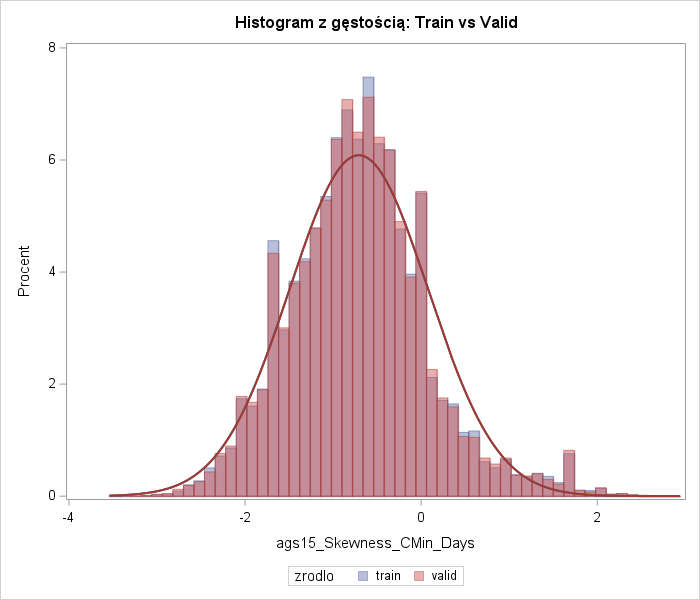 Histogram z gęstością: Train vs Valid
8
6
4
2
0
Procent
-4
-2
0
2
ags15_Skewness_CMin_Days
zrodlo train valid